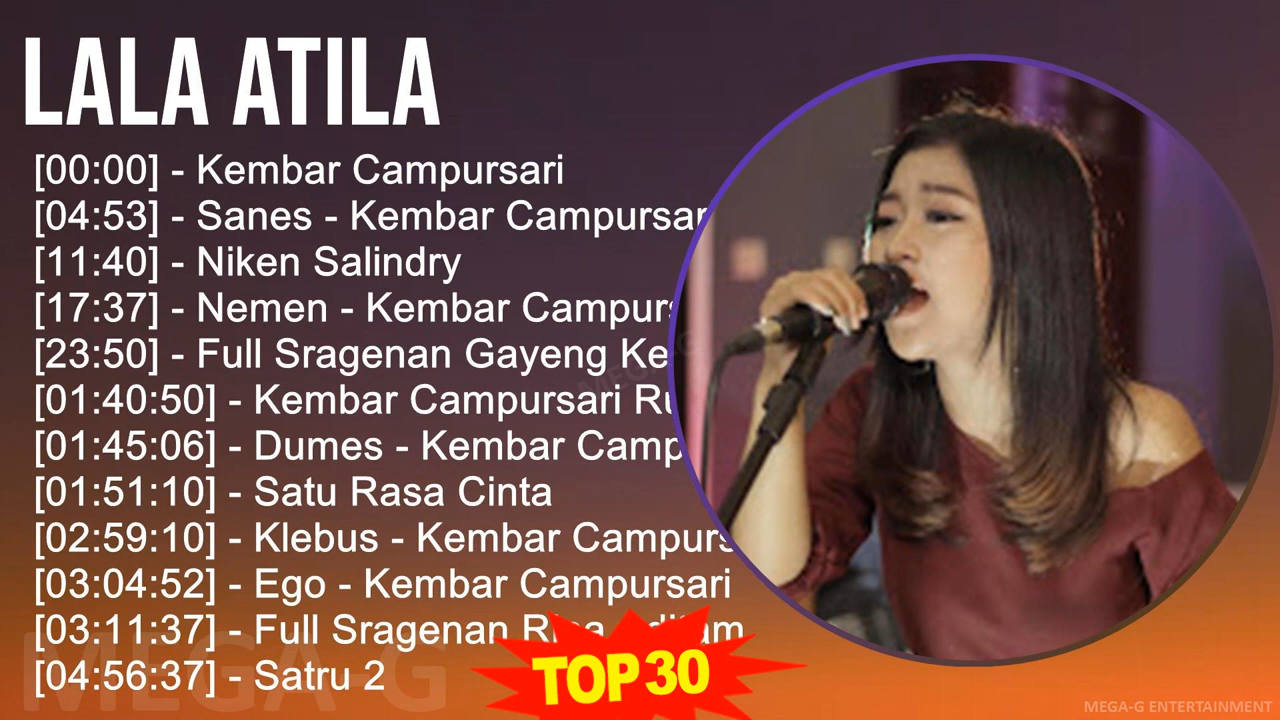 LALA ATILA
[00:00] - Kembar Campursari
[04:53] - Sanes - Kembar Campursar
[11:40] - Niken Salindry
[17:37] - Nemen - Kembar Campurs
[23:50] - Full Sragenan Gayeng Ke
[01:40:50] - Kembar Campursari Ru
[01:45:06] - Dumes - Kembar Camp
[01:51:10] - Satu Rasa Cinta
[02:59:10] - Klebus - Kembar Campurs
[03:04:52] - Ego - Kembar Campursari
[03:11:37] - Full Sragenan
[04:56:37] - Satru 2
TOP 30
MEGA-G
MEGA-G ENTERTAINMENT